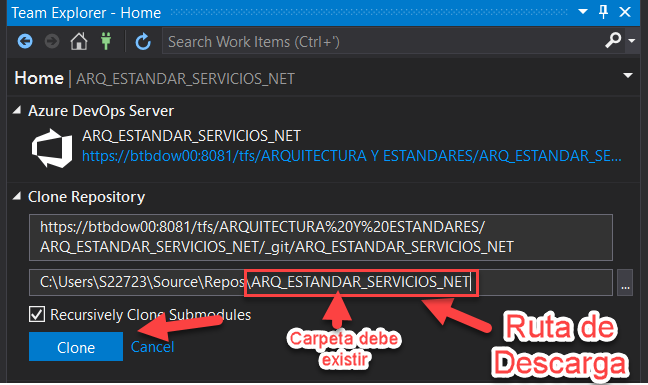 Team Explorer - Home
Search Work Items (Ctrl+')
Home | ARQ_ESTANDAR_SERVICIOS_NET
Azure DevOps Server
ARQ_ESTANDAR_SERVICIOS_NET
https://btbdow00:8081/tfs/ARQUITECTURA Y ESTANDARES/ARQ_ESTANDAR_SE...
Clone Repository
https://btbdow00:8081/tfs/ARQUITECTURA%20Y%20ESTANDARES/
ARQ_ESTANDAR_SERVICIOS_NET/_git/ARQ_ESTANDAR_SERVICIOS_NET
C:\Users\S22723\Source\Repos\ARQ_ESTANDAR_SERVICIOS_NET
...
Recursively Clone Submodules
Clone
Cancel
Carpeta debe
existir
Ruta de
Descarga